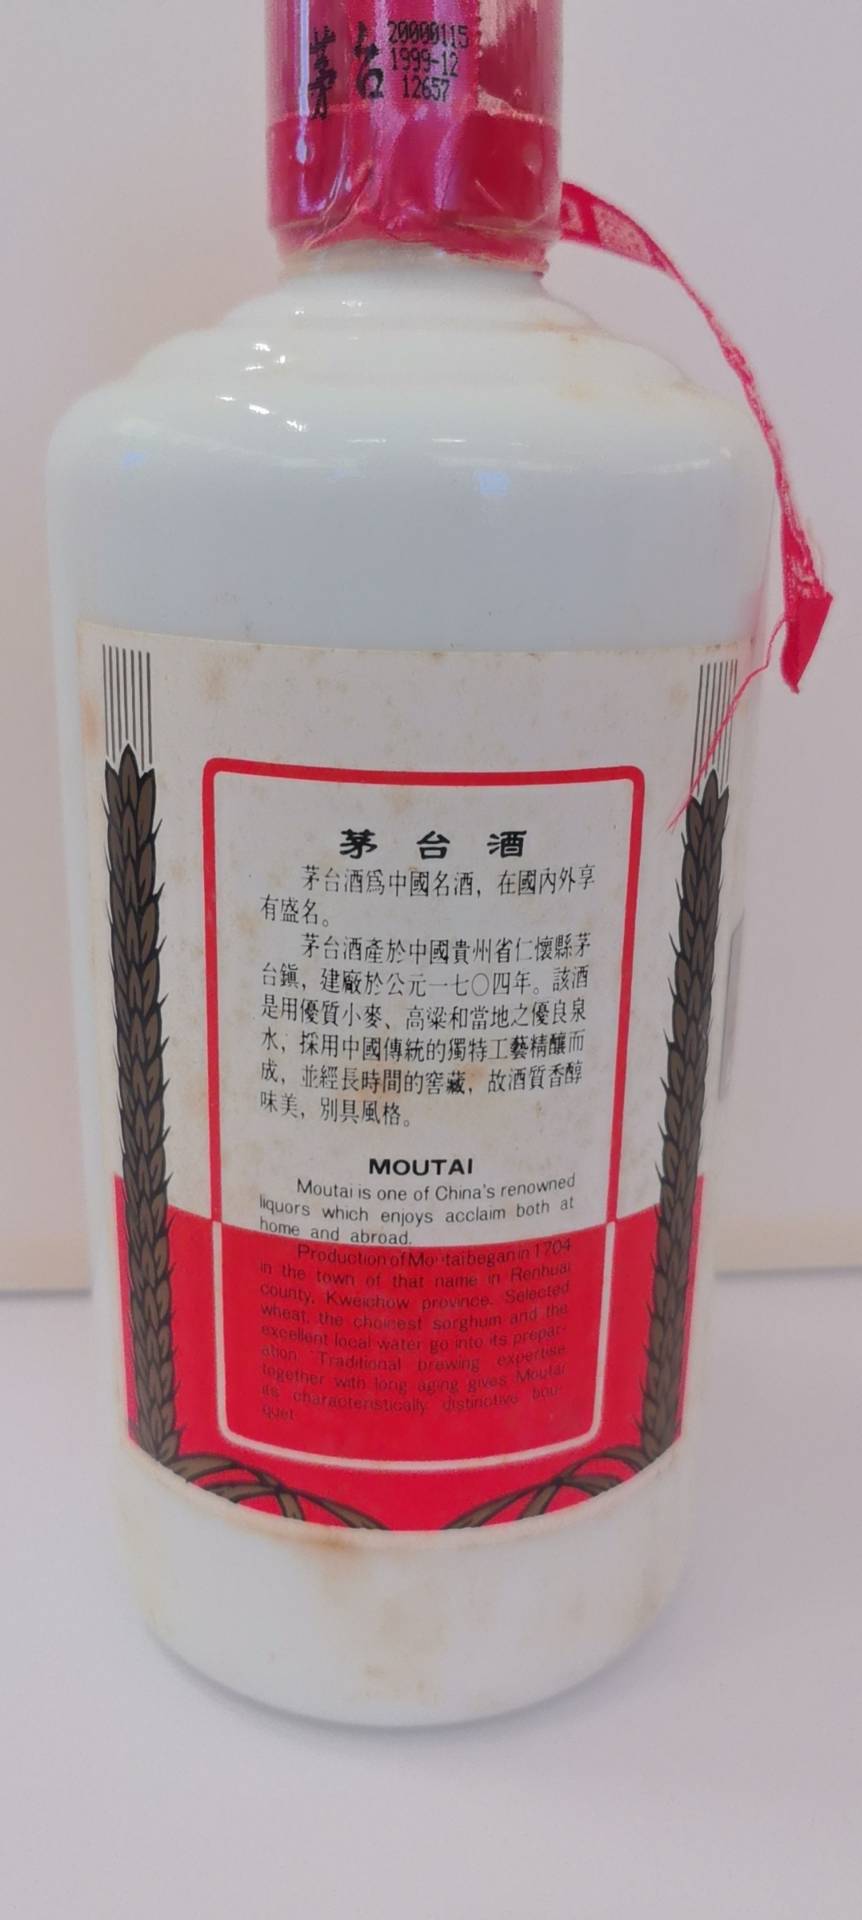 茅台
20000115
1999-12
12657
茅台酒
茅台酒爲中國名酒，在國內外享
有盛名。
茅台酒產於中國貴州省仁懷縣茅
台鎭，建廠於公元一七〇四年。該酒
是用優質小麥、高粱和當地之優良泉
水，採用中國傳統的獨特工藝精釀而
成，並經長時間的窖藏，故酒質香醇
味美，別具風格。
MOUTAI
Moutai is one of China's renowned
liquors which enjoys acclaim both at
home and abroad.
Production of Moutai began in 1704
in the town of that name in Renhuai
county, Kweichow province. Selected
wheat, the choicest sorghum and the
excellent local water go into its prepar-
ation. Traditional brewing expertise
together with long aging gives Moutai
its characteristically distinctive bou-
quet.